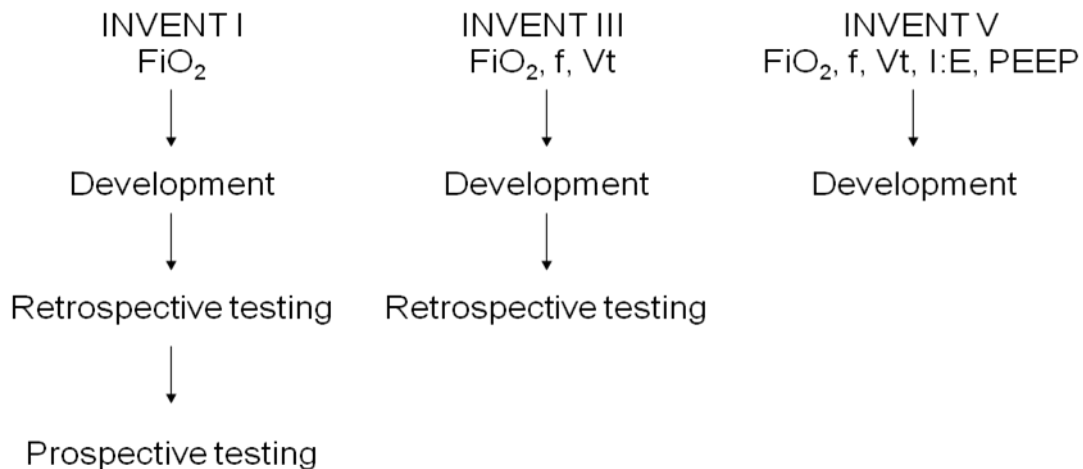 INVENT I
FiO₂
Development
Retrospective testing
Prospective testing
INVENT III
FiO₂, f, Vt
Development
Retrospective testing
INVENT V
FiO₂, f, Vt, I:E, PEEP
Development